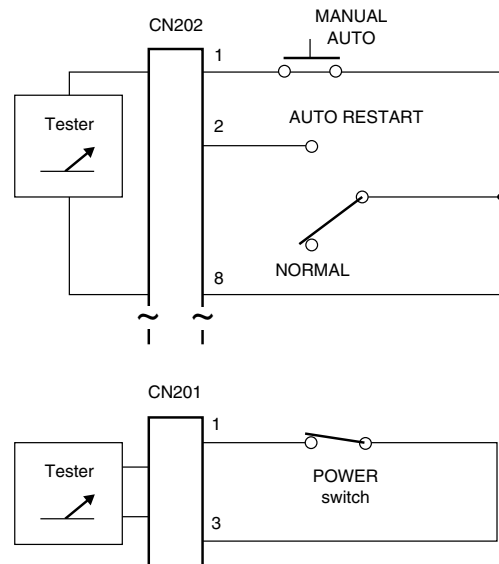 CN202
MANUAL
AUTO
1
Tester
2
AUTO RESTART
NORMAL
8
~ ~
CN201
1
Tester
POWER
switch
3